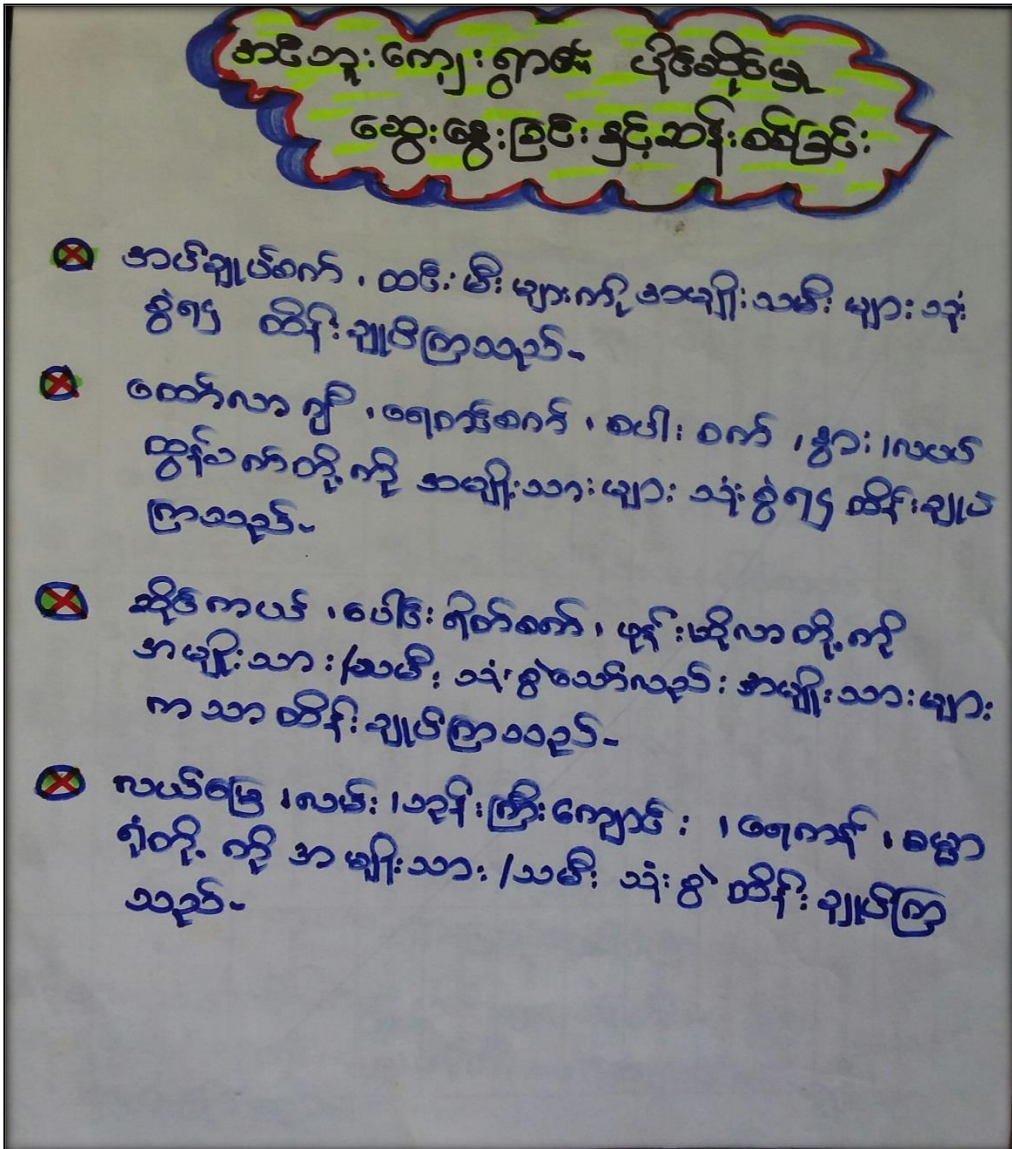 အင်ဘူးကျေးရွာ၏ ပိုင်ဆိုင်မှု
ဆွေးနွေးခြင်းနှင့်ဆန်းစစ်ခြင်း
အပ်ချုပ်စက်၊ ထင်းမီးများကို အမျိုးသမီးများသုံး
စွဲ၍ ထိန်းချုပ်ကြသည်-
ထော်လာဂျီ၊ ရေတင်စက်၊ စပါးစက်၊ နွား၊ လယ်
ထွန်စက်တို့ကို အမျိုးသားများ သုံးစွဲ၍ ထိန်းချုပ်
ကြသည်-
ဆိုင်ကယ်၊ ပေါင်းရိတ်စက်၊ ဖုန်း၊ ဆိုလာတို့ကို
အမျိုးသား/သမီး သုံးစွဲသော်လည်း အမျိုးသားများ
ကသာ ထိန်းချုပ်ကြသည်-
လယ်မြေ၊ လမ်း၊ ဘုန်းကြီးကျောင်း၊ ရေကန်၊ ဓမ္မာ
ရုံတို့ကို အမျိုးသား/သမီး သုံးစွဲ ထိန်းချုပ်ကြ
သည်-